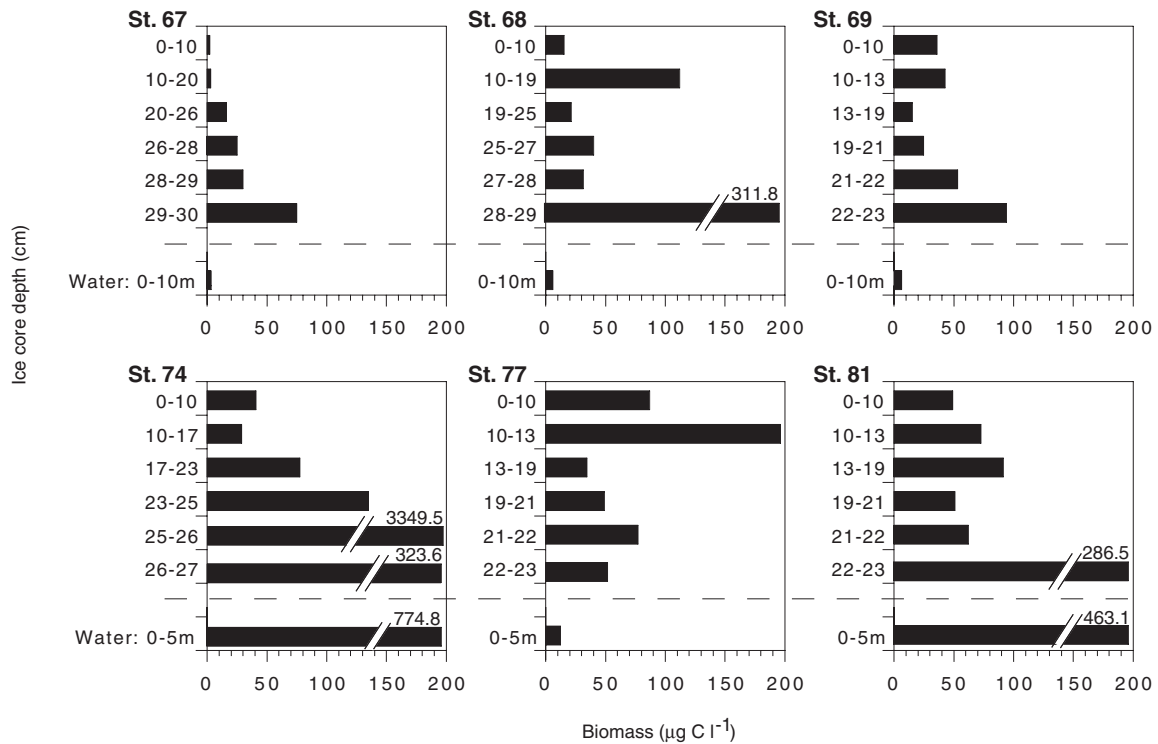 St. 67
0-10
10-20
20-26
26-28
28-29
29-30
Water: 0-10m
0 50 100 150 200
St. 68
0-10
10-19
19-25
25-27
27-28
311.8
28-29
0-10m
0 50 100 150 200
St. 69
0-10
10-13
13-19
19-21
21-22
22-23
0-10m
0 50 100 150 200
Ice core depth (cm)
St. 74
0-10
10-17
17-23
23-25
3349.5
25-26
323.6
26-27
774.8
Water: 0-5m
0 50 100 150 200
St. 77
0-10
10-13
13-19
19-21
21-22
22-23
0-5m
0 50 100 150 200
St. 81
0-10
10-13
13-19
19-21
21-22
286.5
22-23
463.1
0-5m
0 50 100 150 200
Biomass (µg C l⁻¹)